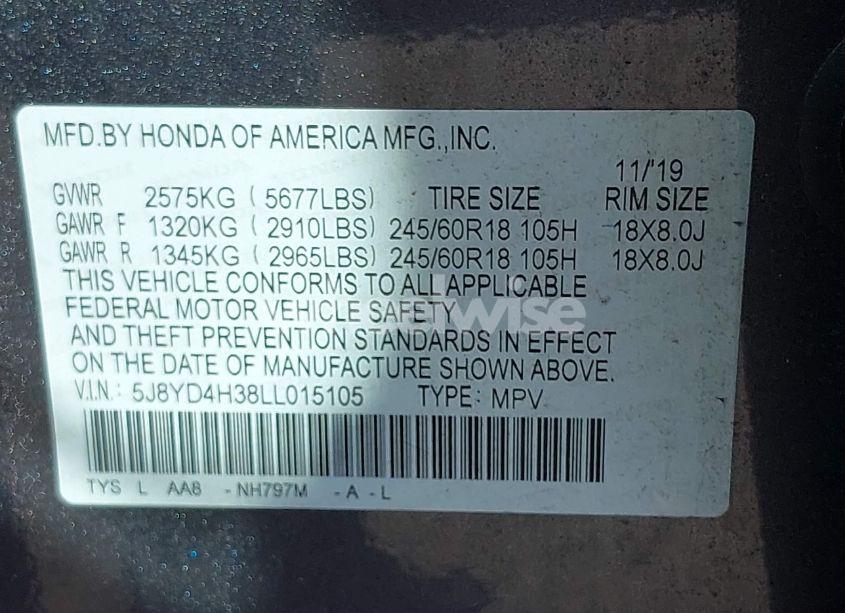 MFD.BY HONDA OF AMERICA MFG.,INC.
11/'19
GVWR 2575KG ( 5677LBS) TIRE SIZE RIM SIZE
GAWR F 1320KG ( 2910LBS) 245/60R18 105H 18X8.0J
GAWR R 1345KG ( 2965LBS) 245/60R18 105H 18X8.0J
THIS VEHICLE CONFORMS TO ALL APPLICABLE
FEDERAL MOTOR VEHICLE SAFETY
AND THEFT PREVENTION STANDARDS IN EFFECT
ON THE DATE OF MANUFACTURE SHOWN ABOVE.
V.I.N.: 5J8YD4H38LL015105 TYPE: MPV
TYS L AA8 - NH797M - A - L